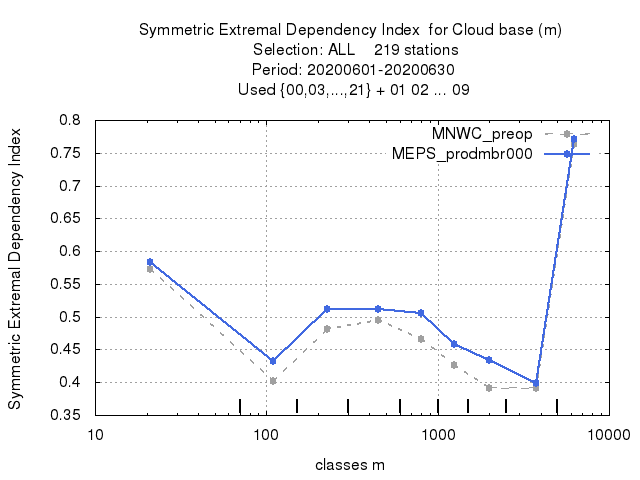 Symmetric Extremal Dependency Index  for Cloud base (m)
Selection: ALL    219 stations
Period: 20200601-20200630
Used {00,03,...,21} + 01 02 ... 09
MNWC_preop
MEPS_prodmbr000
Symmetric Extremal Dependency Index
0.8
0.75
0.7
0.65
0.6
0.55
0.5
0.45
0.4
0.35
10
100
1000
10000
classes m